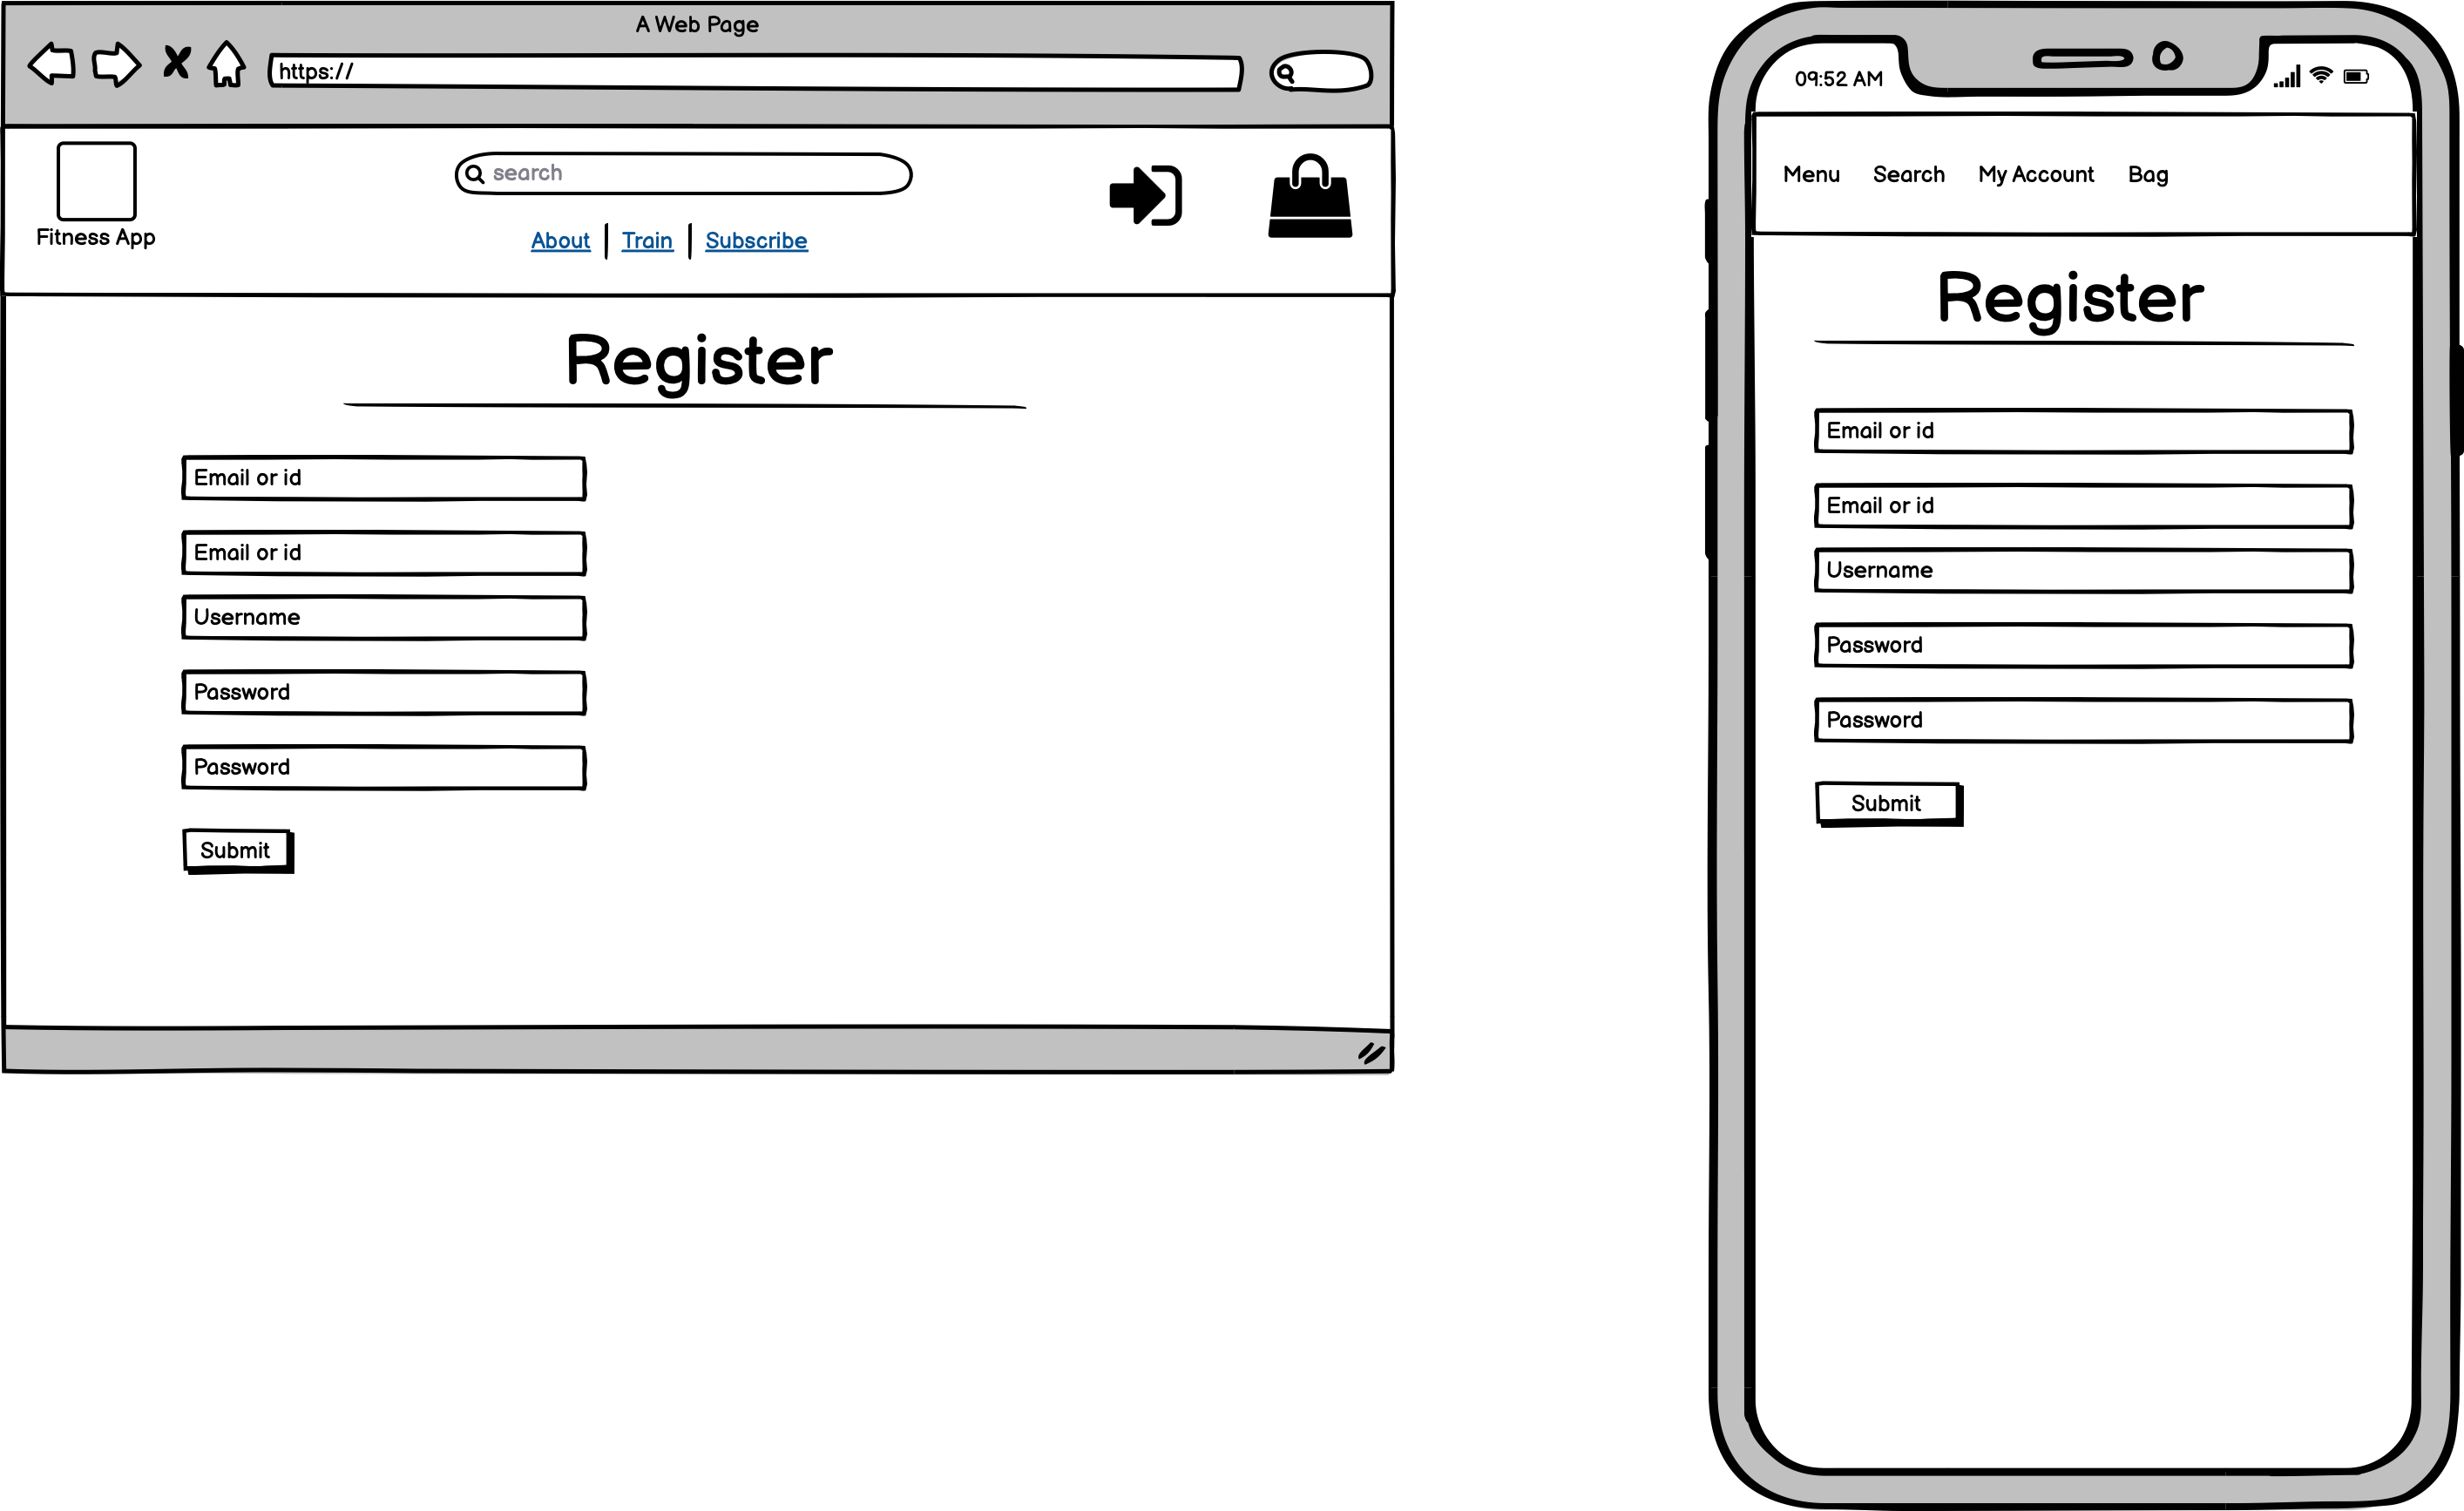 A Web Page
https://
search
Fitness App
About | Train | Subscribe
Register
Email or id
Email or id
Username
Password
Password
Submit
09:52 AM
Menu Search My Account Bag
Register
Email or id
Email or id
Username
Password
Password
Submit